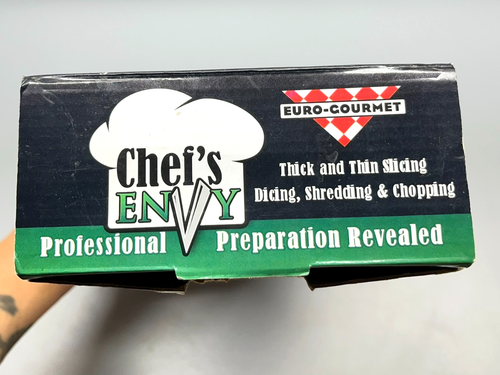 Chef's
ENVY
EURO-GOURMET
Thick and Thin Slicing
Dicing, Shredding & Chopping
Professional Preparation Revealed